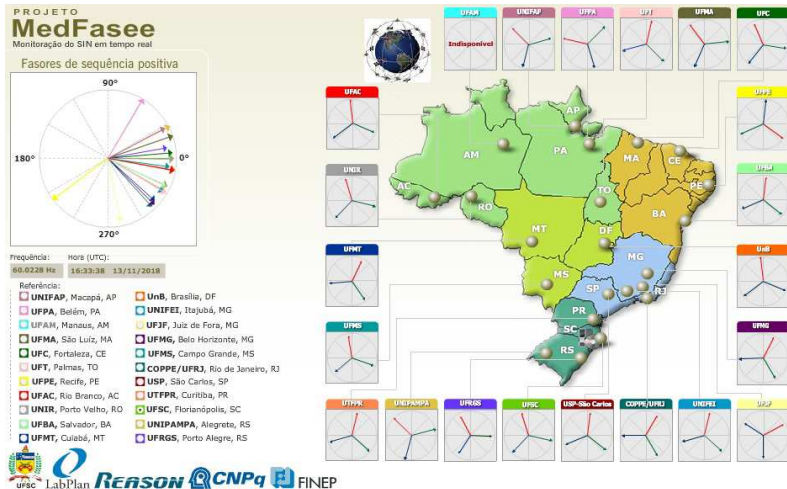 PROJETO
MedFasee
Monitoração do SIN em tempo real
Fasores de sequência positiva
90°
180°
0°
270°
Frequência: Hora (UTC):
60.0228 Hz 16:33:38 13/11/2018
Referência:
UNIFAP, Macapá, AP
UFPA, Belém, PA
UFAM, Manaus, AM
UFMA, São Luíz, MA
UFC, Fortaleza, CE
UFT, Palmas, TO
UFPE, Recife, PE
UFAC, Rio Branco, AC
UNIR, Porto Velho, RO
UFBA, Salvador, BA
UFMT, Cuiabá, MT
UnB, Brasília, DF
UNIFEI, Itajubá, MG
UFJF, Juiz de Fora, MG
UFMG, Belo Horizonte, MG
UFMS, Campo Grande, MS
COPPE/UFRJ, Rio de Janeiro, RJ
USP, São Carlos, SP
UTFPR, Curitiba, PR
UFSC, Florianópolis, SC
UNIPAMPA, Alegrete, RS
UFRGS, Porto Alegre, RS
UFSC LabPlan REASON CNPq FINEP
UFAM UNIFAP UFPA UFT UFMA UFC
Indisponível
UFAC
UFPE
UNIR
UFBA
UFMT
UnB
UFMS
UFMG
UTFPR UNIPAMPA UFRGS UFSC USP-São Carlos COPPE/UFRJ UNIFEI UFJF
AP
AM PA MA CE
AC RO TO PE
MT BA
DF
MG
MS SP RJ
PR
SC
RS